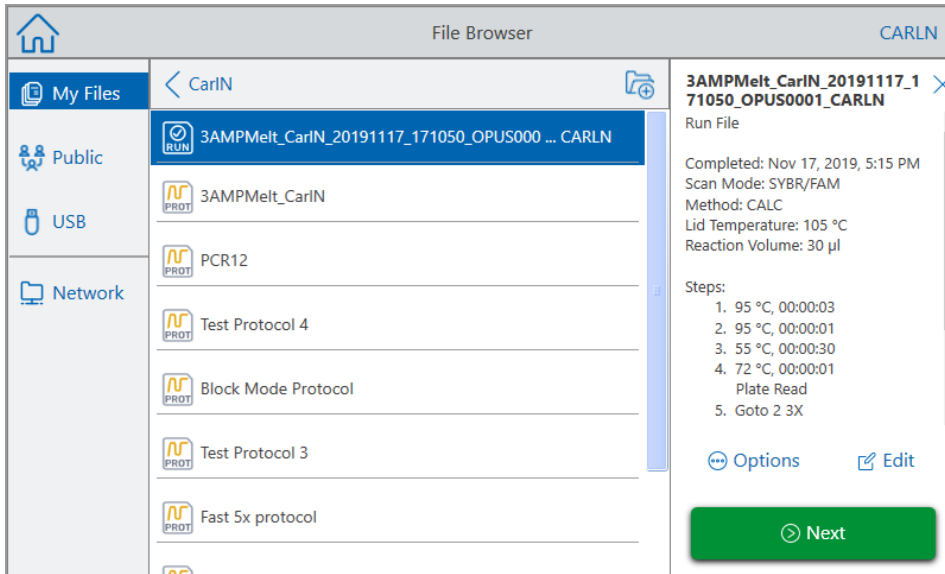 File Browser
CARLN
My Files
Public
USB
Network
CarIN
RUN
3AMPMelt_CarIN_20191117_171050_OPUS000 ... CARLN
PROT
3AMPMelt_CarIN
PROT
PCR12
PROT
Test Protocol 4
PROT
Block Mode Protocol
PROT
Test Protocol 3
PROT
Fast 5x protocol
3AMPMelt_CarIN_20191117_1
71050_OPUS0001_CARLN
Run File
Completed: Nov 17, 2019, 5:15 PM
Scan Mode: SYBR/FAM
Method: CALC
Lid Temperature: 105 °C
Reaction Volume: 30 µl
Steps:
1. 95 °C, 00:00:03
2. 95 °C, 00:00:01
3. 55 °C, 00:00:30
4. 72 °C, 00:00:01
Plate Read
5. Goto 2 3X
Options
Edit
Next